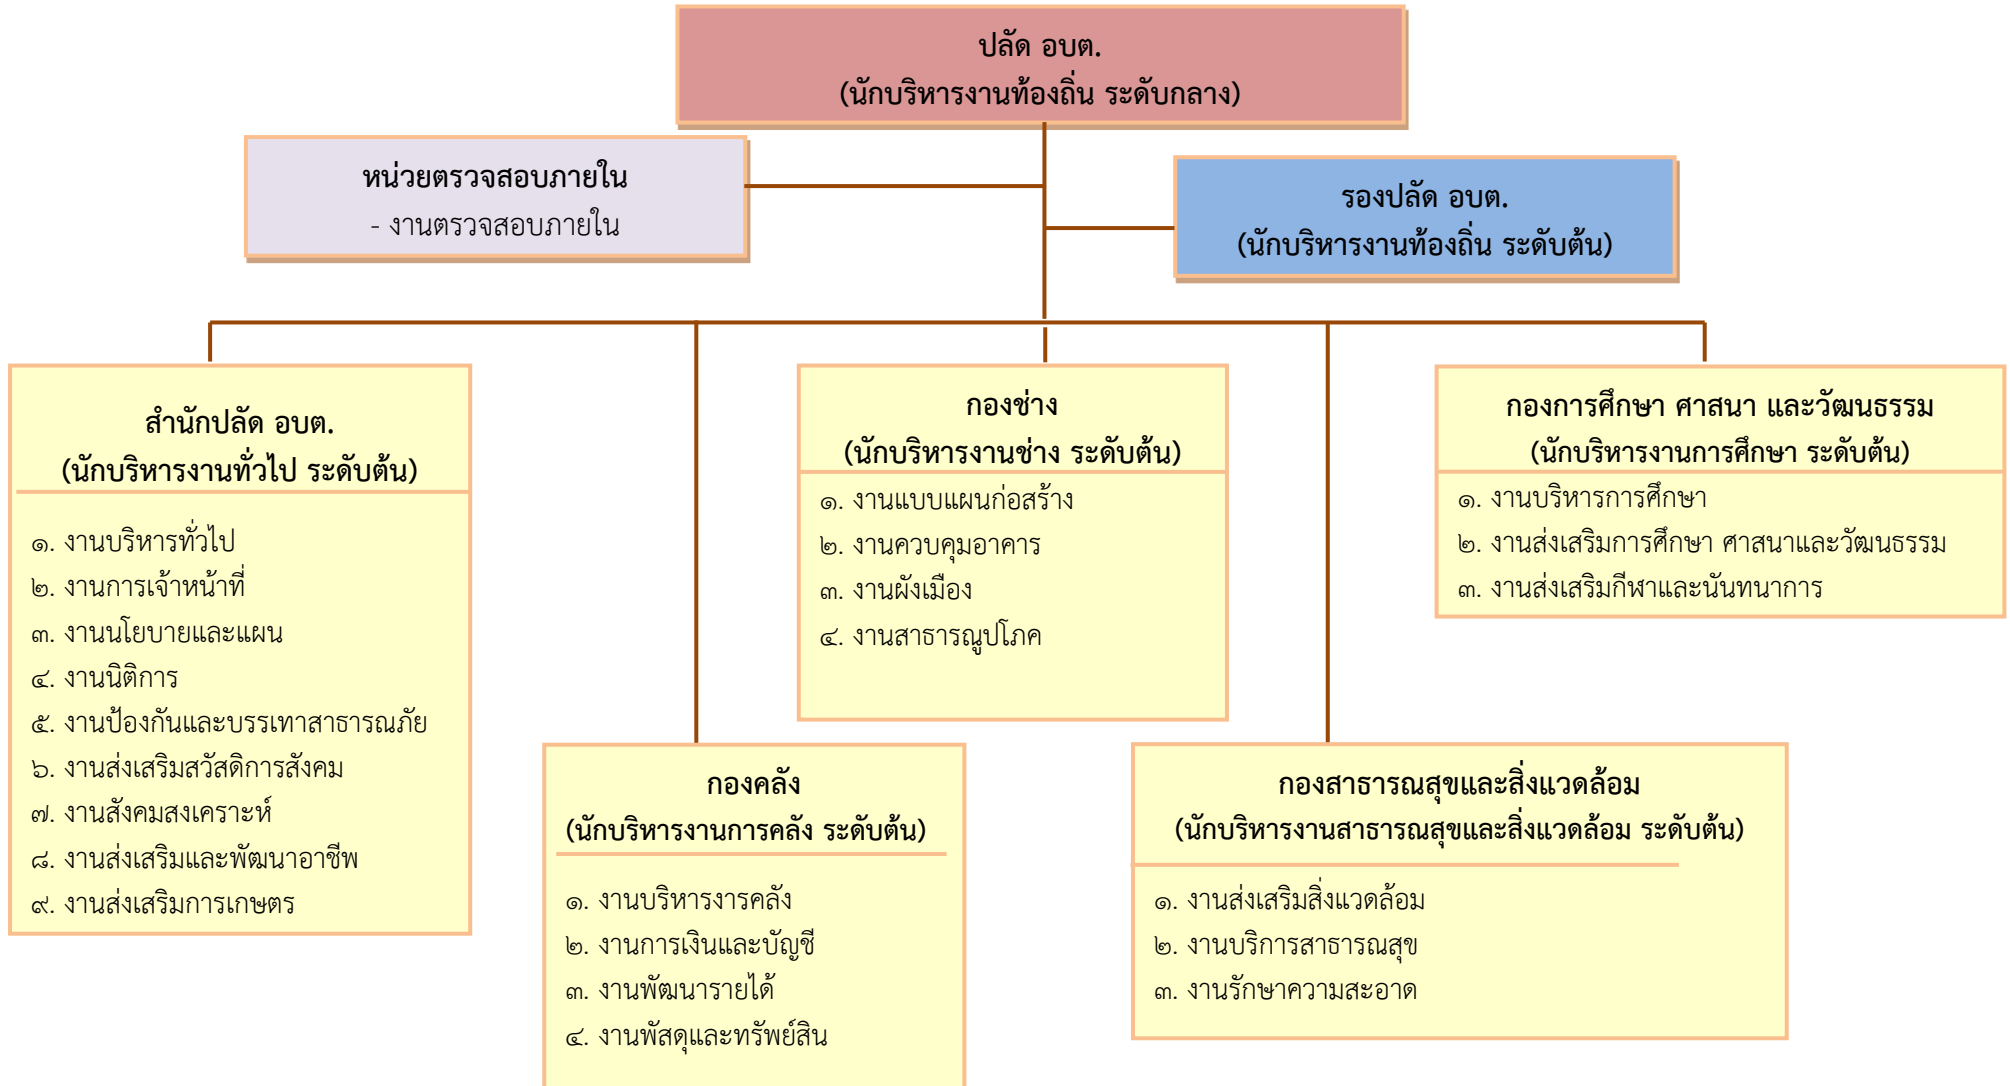 ปลัด อบต.
(นักบริหารงานท้องถิ่น ระดับกลาง)
หน่วยตรวจสอบภายใน
- งานตรวจสอบภายใน
รองปลัด อบต.
(นักบริหารงานท้องถิ่น ระดับต้น)
สำนักปลัด อบต.
(นักบริหารงานทั่วไป ระดับต้น)
๑. งานบริหารทั่วไป
๒. งานการเจ้าหน้าที่
๓. งานนโยบายและแผน
๔. งานนิติการ
๕. งานป้องกันและบรรเทาสาธารณภัย
๖. งานส่งเสริมสวัสดิการสังคม
๗. งานสังคมสงเคราะห์
๘. งานส่งเสริมและพัฒนาอาชีพ
๙. งานส่งเสริมการเกษตร
กองคลัง
(นักบริหารงานการคลัง ระดับต้น)
๑. งานบริหารงารคลัง
๒. งานการเงินและบัญชี
๓. งานพัฒนารายได้
๔. งานพัสดุและทรัพย์สิน
กองช่าง
(นักบริหารงานช่าง ระดับต้น)
๑. งานแบบแผนก่อสร้าง
๒. งานควบคุมอาคาร
๓. งานผังเมือง
๔. งานสาธารณูปโภค
กองสาธารณสุขและสิ่งแวดล้อม
(นักบริหารงานสาธารณสุขและสิ่งแวดล้อม ระดับต้น)
๑. งานส่งเสริมสิ่งแวดล้อม
๒. งานบริการสาธารณสุข
๓. งานรักษาความสะอาด
กองการศึกษา ศาสนา และวัฒนธรรม
(นักบริหารงานการศึกษา ระดับต้น)
๑. งานบริหารการศึกษา
๒. งานส่งเสริมการศึกษา ศาสนาและวัฒนธรรม
๓. งานส่งเสริมกีฬาและนันทนาการ